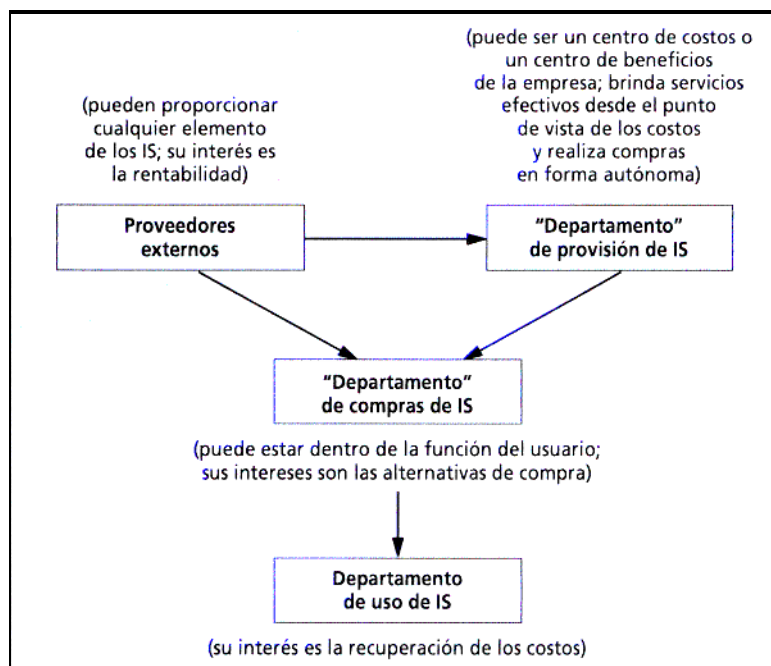 (puede ser un centro de costos o
un centro de beneficios
de la empresa; brinda servicios
efectivos desde el punto
de vista de los costos
y realiza compras
en forma autónoma)
(pueden proporcionar
cualquier elemento
de los IS; su interés es
la rentabilidad)
Proveedores
externos
“Departamento”
de provisión de IS
“Departamento”
de compras de IS
(puede estar dentro de la función del usuario;
sus intereses son las alternativas de compra)
Departamento
de uso de IS
(su interés es la recuperación de los costos)